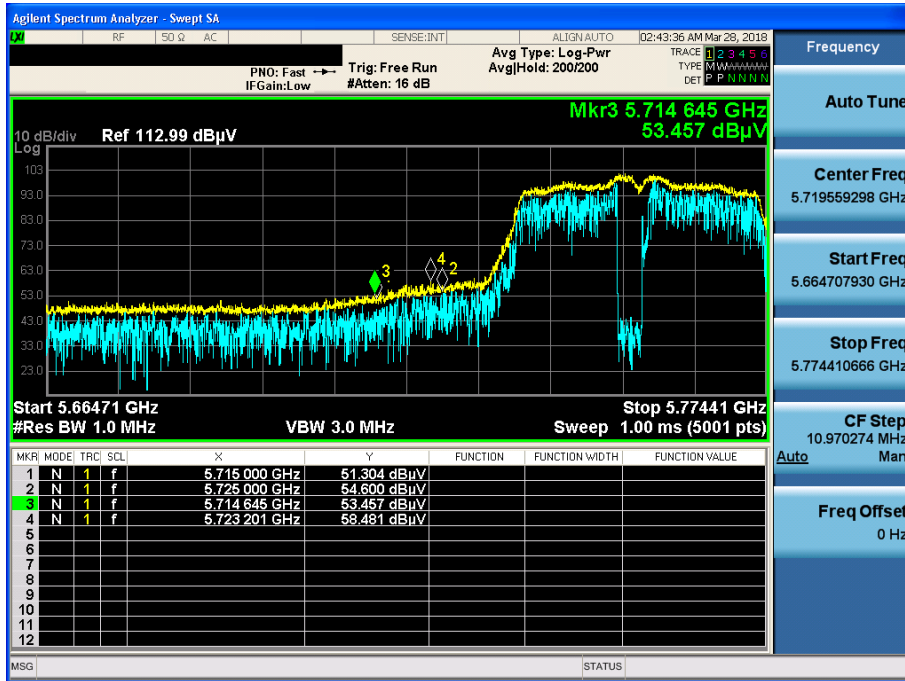 Agilent Spectrum Analyzer - Swept SA
LXI RF 50 Ω AC SENSE:INT ALIGN AUTO 02:43:36 AM Mar 28, 2018
PNO: Fast Trig: Free Run Avg Type: Log-Pwr TRACE 1 2 3 4 5 6
IFGain:Low #Atten: 16 dB Avg|Hold: 200/200 TYPE M
DET P P N N N N
Frequency
Mkr3 5.714 645 GHz
53.457 dBµV
10 dB/div Ref 112.99 dBµV
Log
103
93.0
83.0
73.0
63.0
53.0
43.0
33.0
23.0
3
4
2
Start 5.66471 GHz Stop 5.77441 GHz
#Res BW 1.0 MHz VBW 3.0 MHz Sweep 1.00 ms (5001 pts)
MKR MODE TRC SCL X Y FUNCTION FUNCTION WIDTH FUNCTION VALUE
1 N 1 f 5.715 000 GHz 51.304 dBµV
2 N 1 f 5.725 000 GHz 54.600 dBµV
3 N 1 f 5.714 645 GHz 53.457 dBµV
4 N 1 f 5.723 201 GHz 58.481 dBµV
5
6
7
8
9
10
11
12
Auto Tune
Center Freq
5.719559298 GHz
Start Freq
5.664707930 GHz
Stop Freq
5.774410666 GHz
CF Step
10.970274 MHz
Auto Man
Freq Offset
0 Hz
MSG STATUS